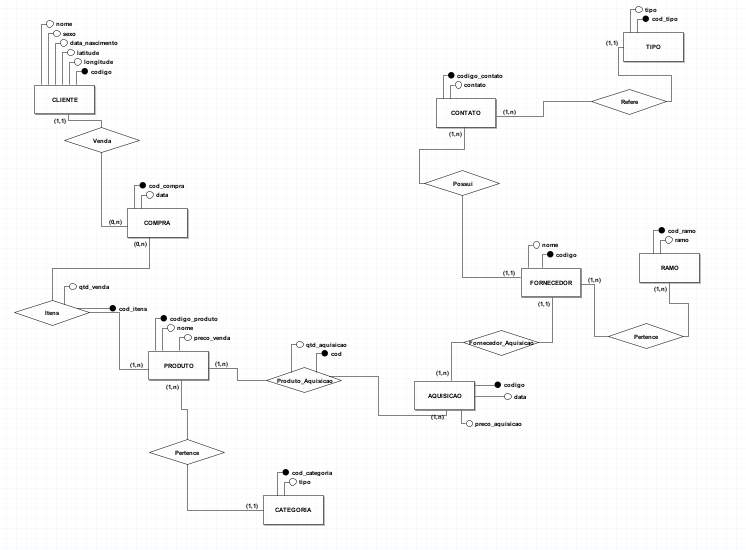 nome
sexo
data_nascimento
latitude
longitude
codigo
CLIENTE
(1,1)
Venda
cod_compra
data
(0,n)
COMPRA
(0,n)
qtd_venda
cod_itens
Itens
codigo_produto
nome
preco_venda
(1,n)
PRODUTO
(1,n)
(1,n)
Pertence
cod_categoria
tipo
(1,1)
CATEGORIA
qtd_aquisicao
cod
Produto_Aquisicao
tipo
cod_tipo
(1,1)
TIPO
Refere
codigo_contato
contato
CONTATO
(1,n)
(1,n)
Possui
nome
codigo
(1,1)
FORNECEDOR
(1,n)
(1,1)
cod_ramo
ramo
RAMO
(1,n)
Pertence
Fornecedor_Aquisicao
(1,n)
AQUISICAO
codigo
data
(1,n)
preco_aquisicao